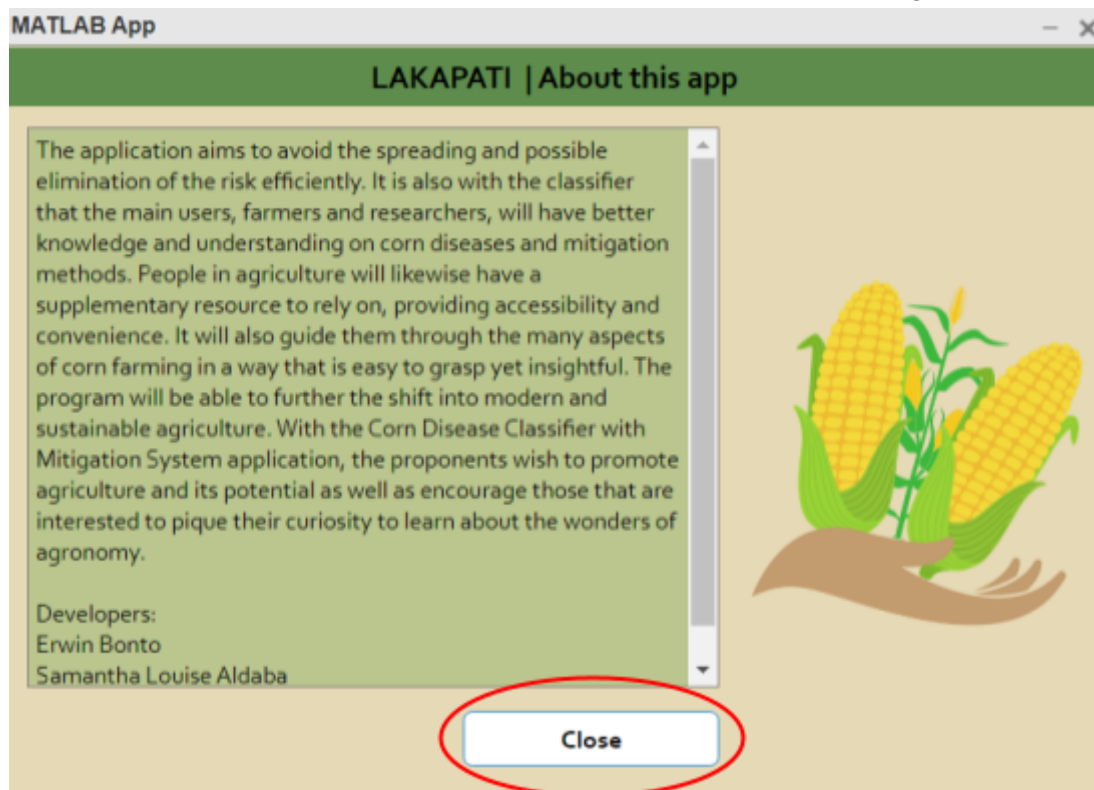 MATLAB App
LAKAPATI | About this app
The application aims to avoid the spreading and possible
elimination of the risk efficiently. It is also with the classifier
that the main users, farmers and researchers, will have better
knowledge and understanding on corn diseases and mitigation
methods. People in agriculture will likewise have a
supplementary resource to rely on, providing accessibility and
convenience. It will also guide them through the many aspects
of corn farming in a way that is easy to grasp yet insightful. The
program will be able to further the shift into modern and
sustainable agriculture. With the Corn Disease Classifier with
Mitigation System application, the proponents wish to promote
agriculture and its potential as well as encourage those that are
interested to pique their curiosity to learn about the wonders of
agronomy.
Developers:
Erwin Bonto
Samantha Louise Aldaba
Close